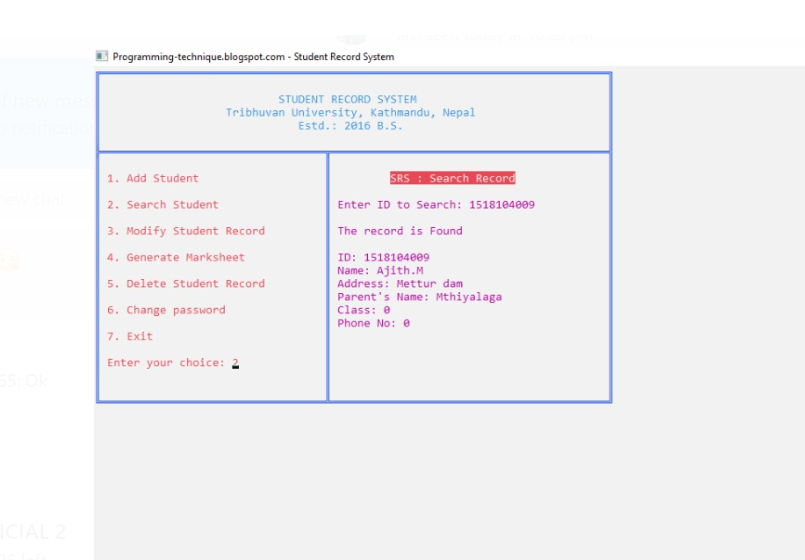 Programming-technique.blogspot.com - Student Record System
STUDENT RECORD SYSTEM
Tribhuvan University, Kathmandu, Nepal
Estd.: 2016 B.S.
1. Add Student
2. Search Student
3. Modify Student Record
4. Generate Marksheet
5. Delete Student Record
6. Change password
7. Exit
Enter your choice: 2
SRS : Search Record
Enter ID to Search: 1518104009
The record is Found
ID: 1518104009
Name: Ajith.M
Address: Mettur dam
Parent's Name: Mthiyalaga
Class: 0
Phone No: 0
ICIAL 2